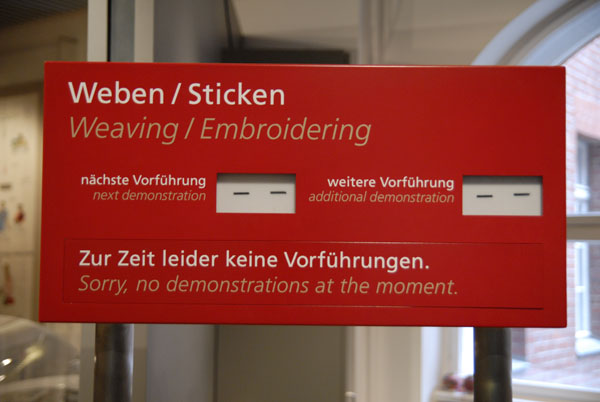 Weben / Sticken
Weaving / Embroidering
nächste Vorführung
next demonstration
– –
weitere Vorführung
additional demonstration
– –
Zur Zeit leider keine Vorführungen.
Sorry, no demonstrations at the moment.